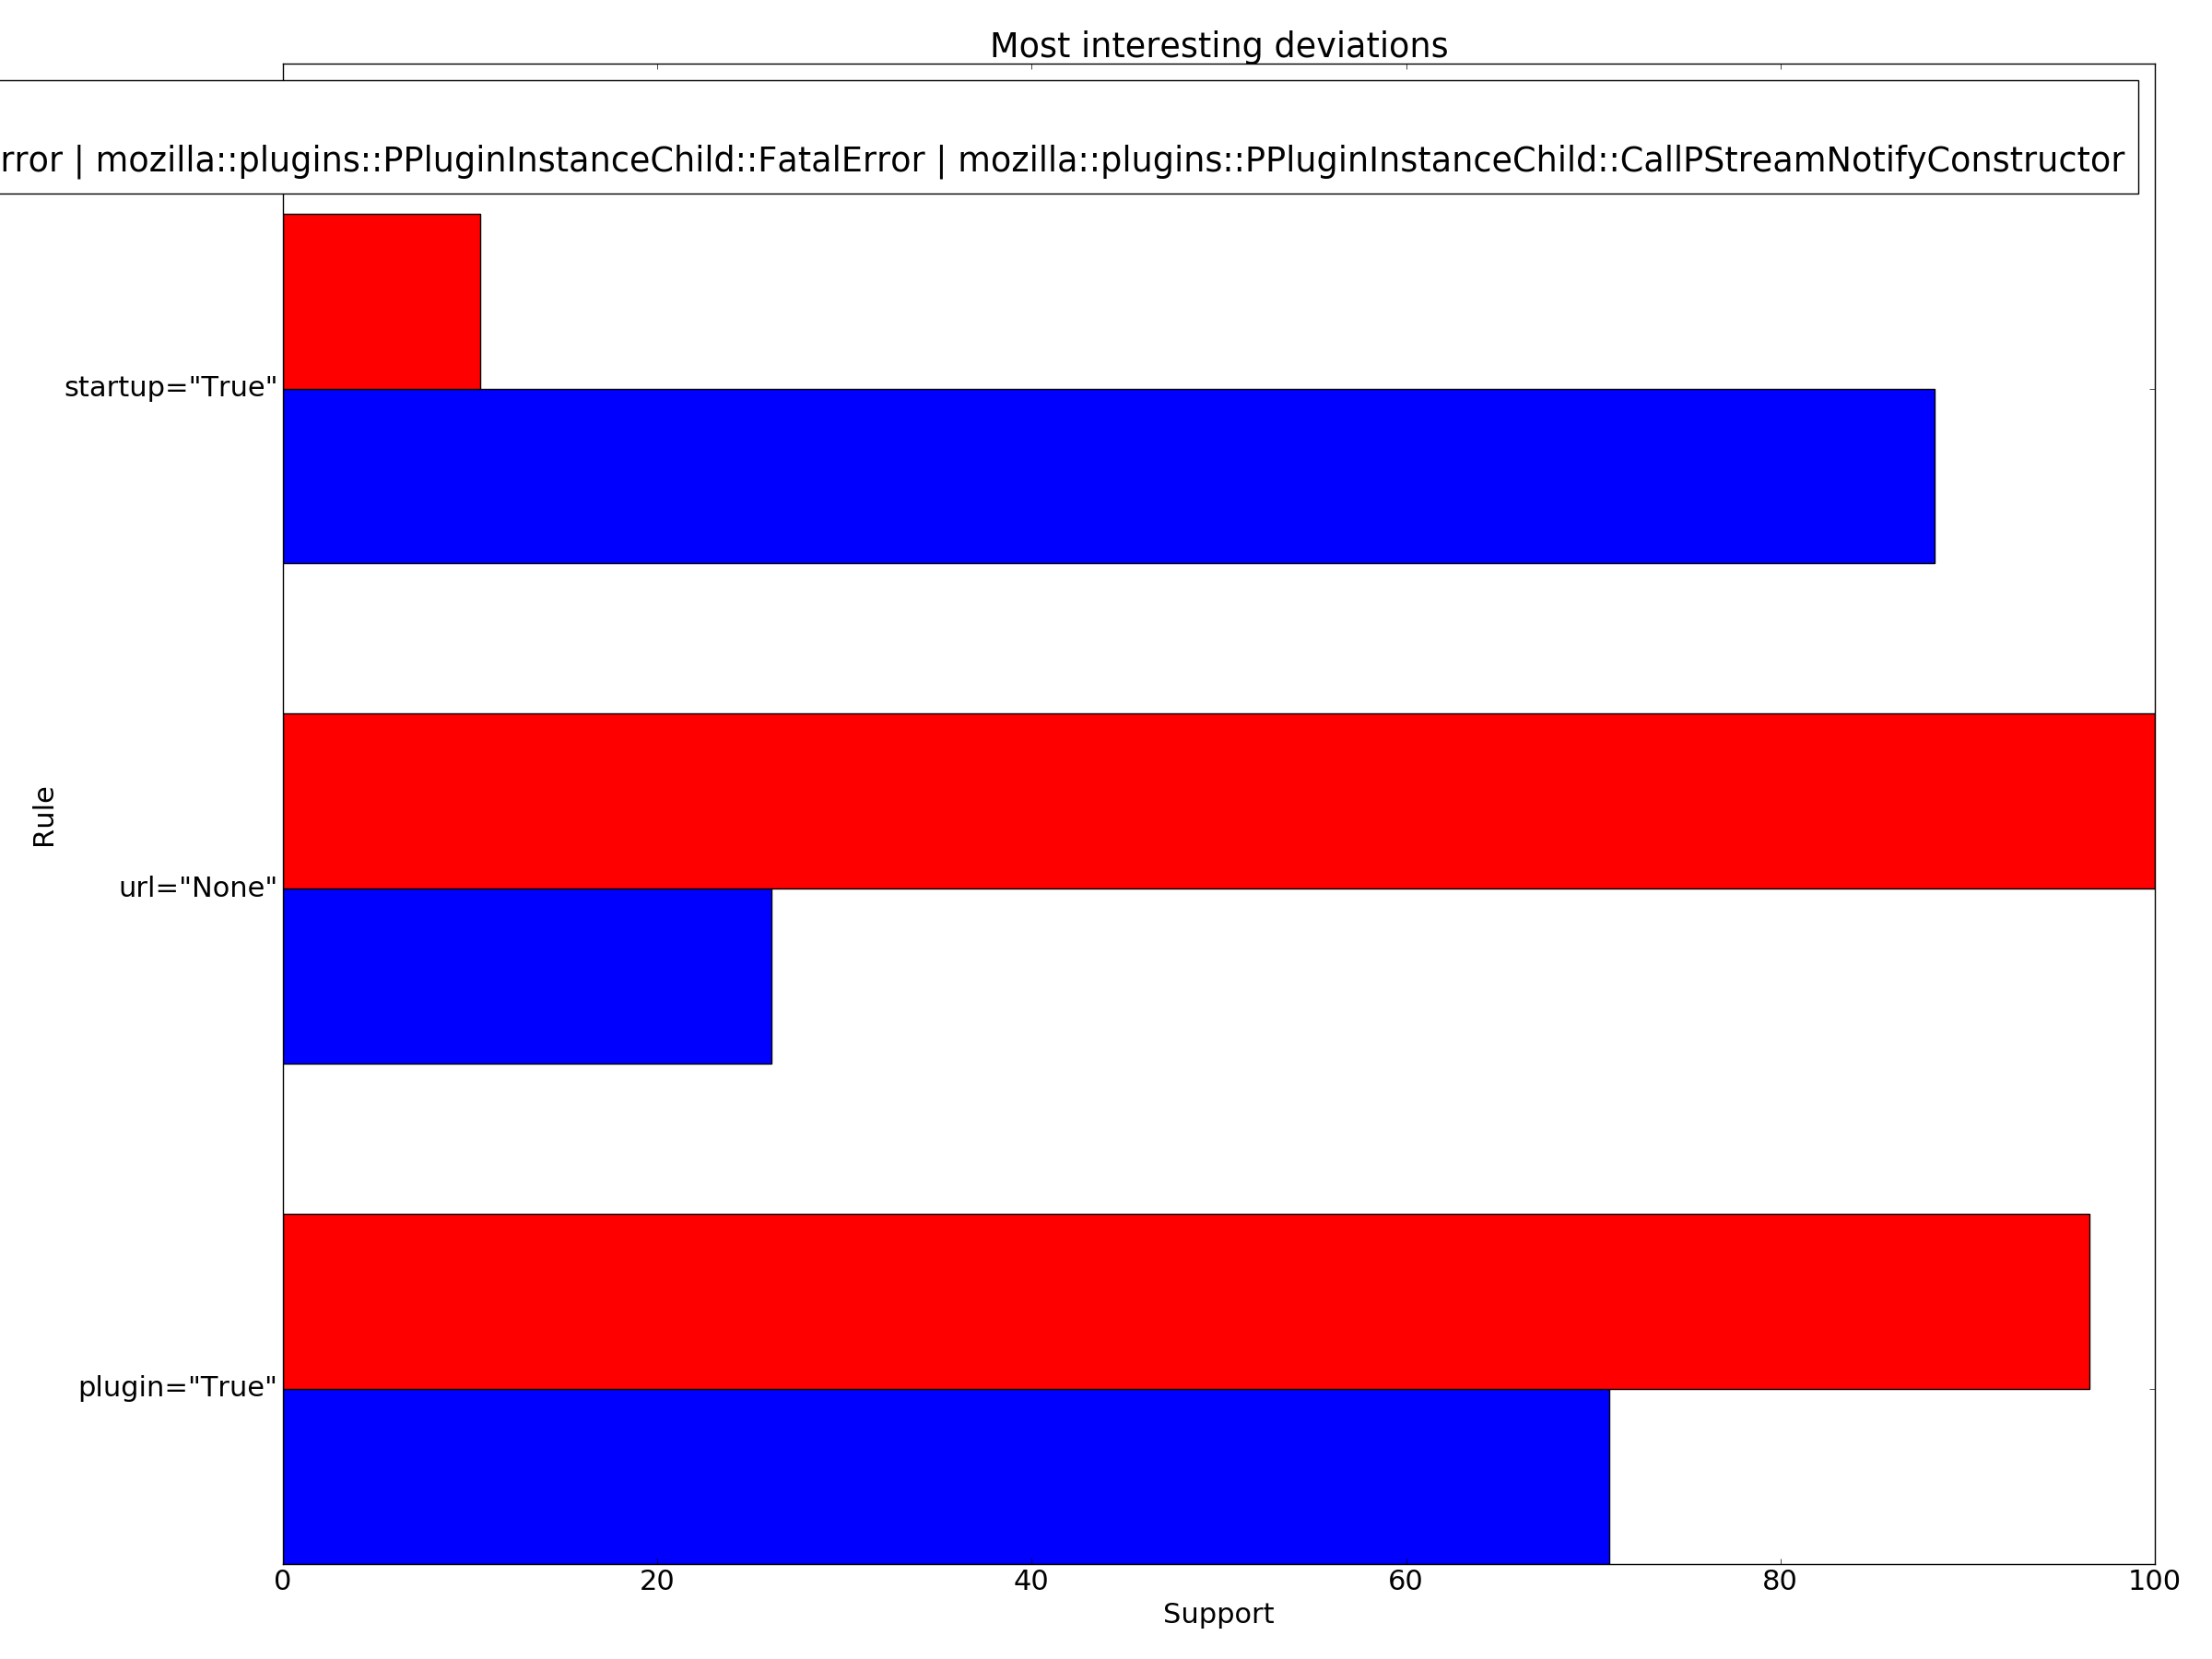 Most interesting deviations
rror | mozilla::plugins::PPluginInstanceChild::FatalError | mozilla::plugins::PPluginInstanceChild::CallPStreamNotifyConstructor
startup="True"
url="None"
plugin="True"
Rule
0 20 40 60 80 100
Support